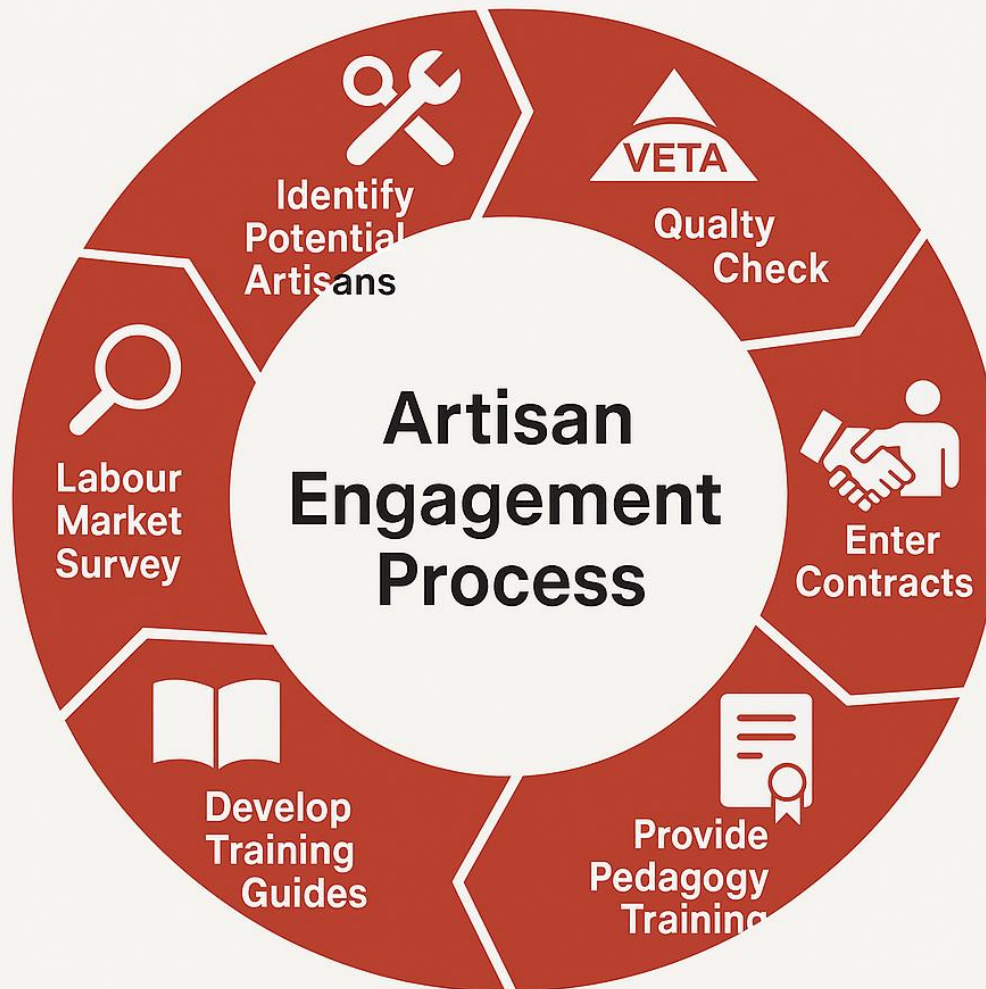 Artisan
Engagement
Process
Identify
Potential
Artisans
VETA
Qualty
Check
Enter
Contracts
Provide
Pedagogy
Training
Develop
Training
Guides
Labour
Market
Survey